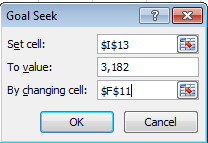 Goal Seek ?
Set cell: $I$13
To value: 3,182
By changing cell: $F$11
OK Cancel